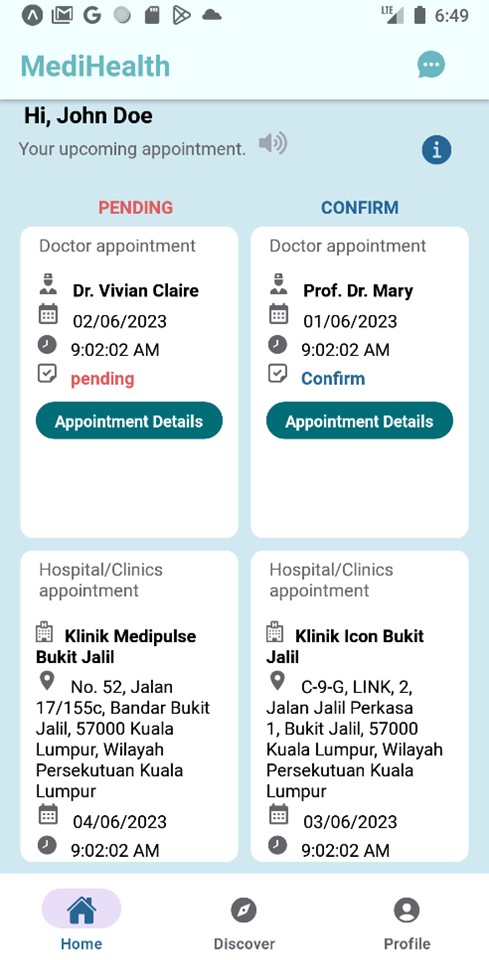 LTE 6:49
MediHealth
Hi, John Doe
Your upcoming appointment.
PENDING
Doctor appointment
Dr. Vivian Claire
02/06/2023
9:02:02 AM
pending
Appointment Details
Hospital/Clinics
appointment
Klinik Medipulse
Bukit Jalil
No. 52, Jalan
17/155c, Bandar Bukit
Jalil, 57000 Kuala
Lumpur, Wilayah
Persekutuan Kuala
Lumpur
04/06/2023
9:02:02 AM
CONFIRM
Doctor appointment
Prof. Dr. Mary
01/06/2023
9:02:02 AM
Confirm
Appointment Details
Hospital/Clinics
appointment
Klinik Icon Bukit
Jalil
C-9-G, LINK, 2,
Jalan Jalil Perkasa
1, Bukit Jalil, 57000
Kuala Lumpur, Wilayah
Persekutuan Kuala
Lumpur
03/06/2023
9:02:02 AM
Home
Discover
Profile